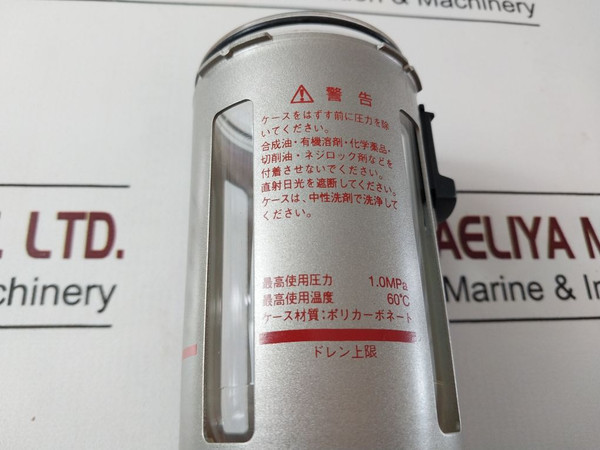 on & Machinery
警告
ケースをはずす前に圧力を除
いてください。
合成油・有機溶剤・化学薬品・
切削油・ネジロック剤などを
付着させないでください。
直射日光を遮断してください。
ケースは、中性洗剤で洗浄して
ください。
LTD.
AELIYA M
chinery
Marine & In
最高使用圧力 1.0MPa
最高使用温度 60℃
ケース材質:ポリカーボネート
ドレン上限